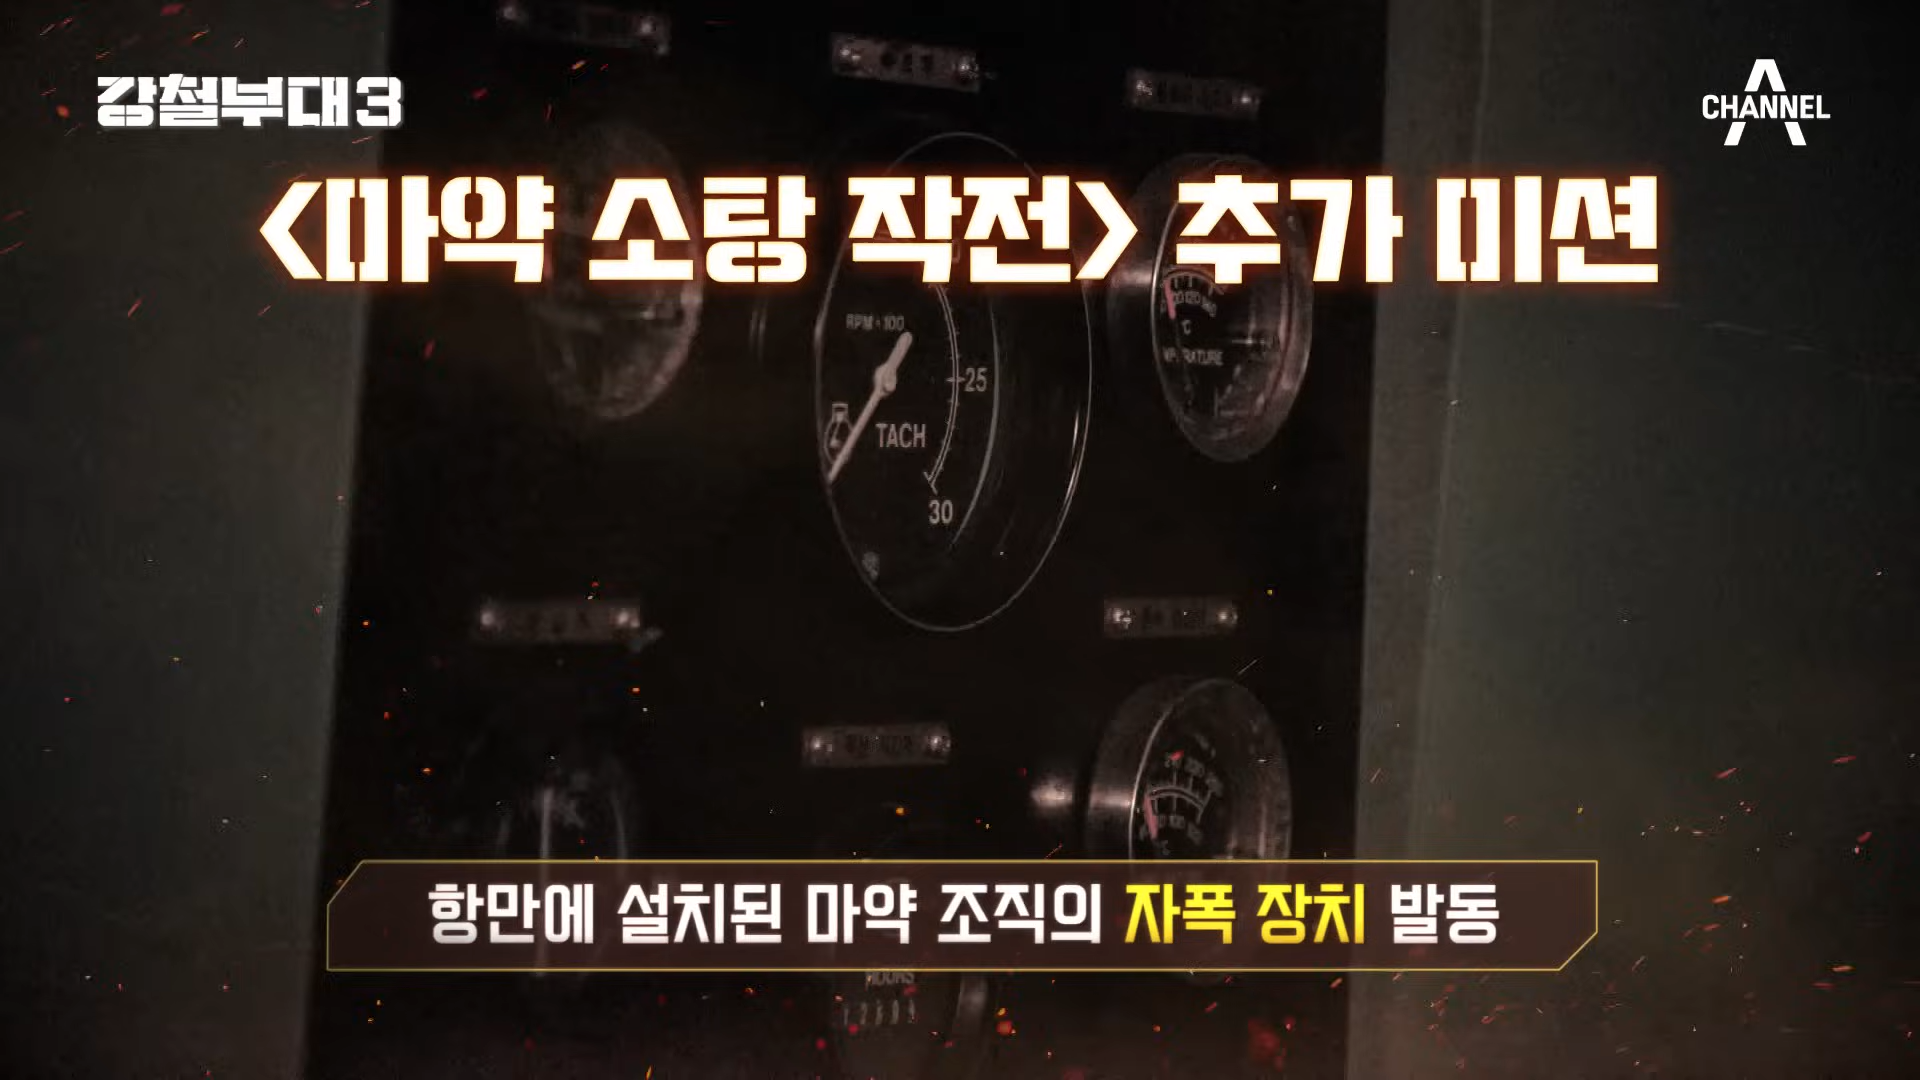 강철부대3
CHANNEL A
<마약 소탕 작전> 추가 미션
RPM × 100
25
TACH
30
℃
항만에 설치된 마약 조직의 자폭 장치 발동
HOURS